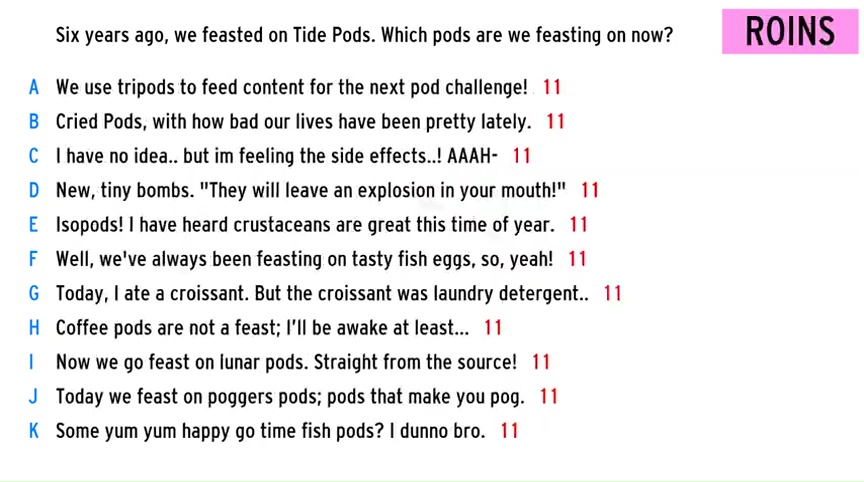 Six years ago, we feasted on Tide Pods. Which pods are we feasting on now?
ROINS
A We use tripods to feed content for the next pod challenge! 11
B Cried Pods, with how bad our lives have been pretty lately. 11
C I have no idea.. but im feeling the side effects..! AAAH- 11
D New, tiny bombs. "They will leave an explosion in your mouth!" 11
E Isopods! I have heard crustaceans are great this time of year. 11
F Well, we've always been feasting on tasty fish eggs, so, yeah! 11
G Today, I ate a croissant. But the croissant was laundry detergent.. 11
H Coffee pods are not a feast; I'll be awake at least... 11
I Now we go feast on lunar pods. Straight from the source! 11
J Today we feast on poggers pods; pods that make you pog. 11
K Some yum yum happy go time fish pods? I dunno bro. 11